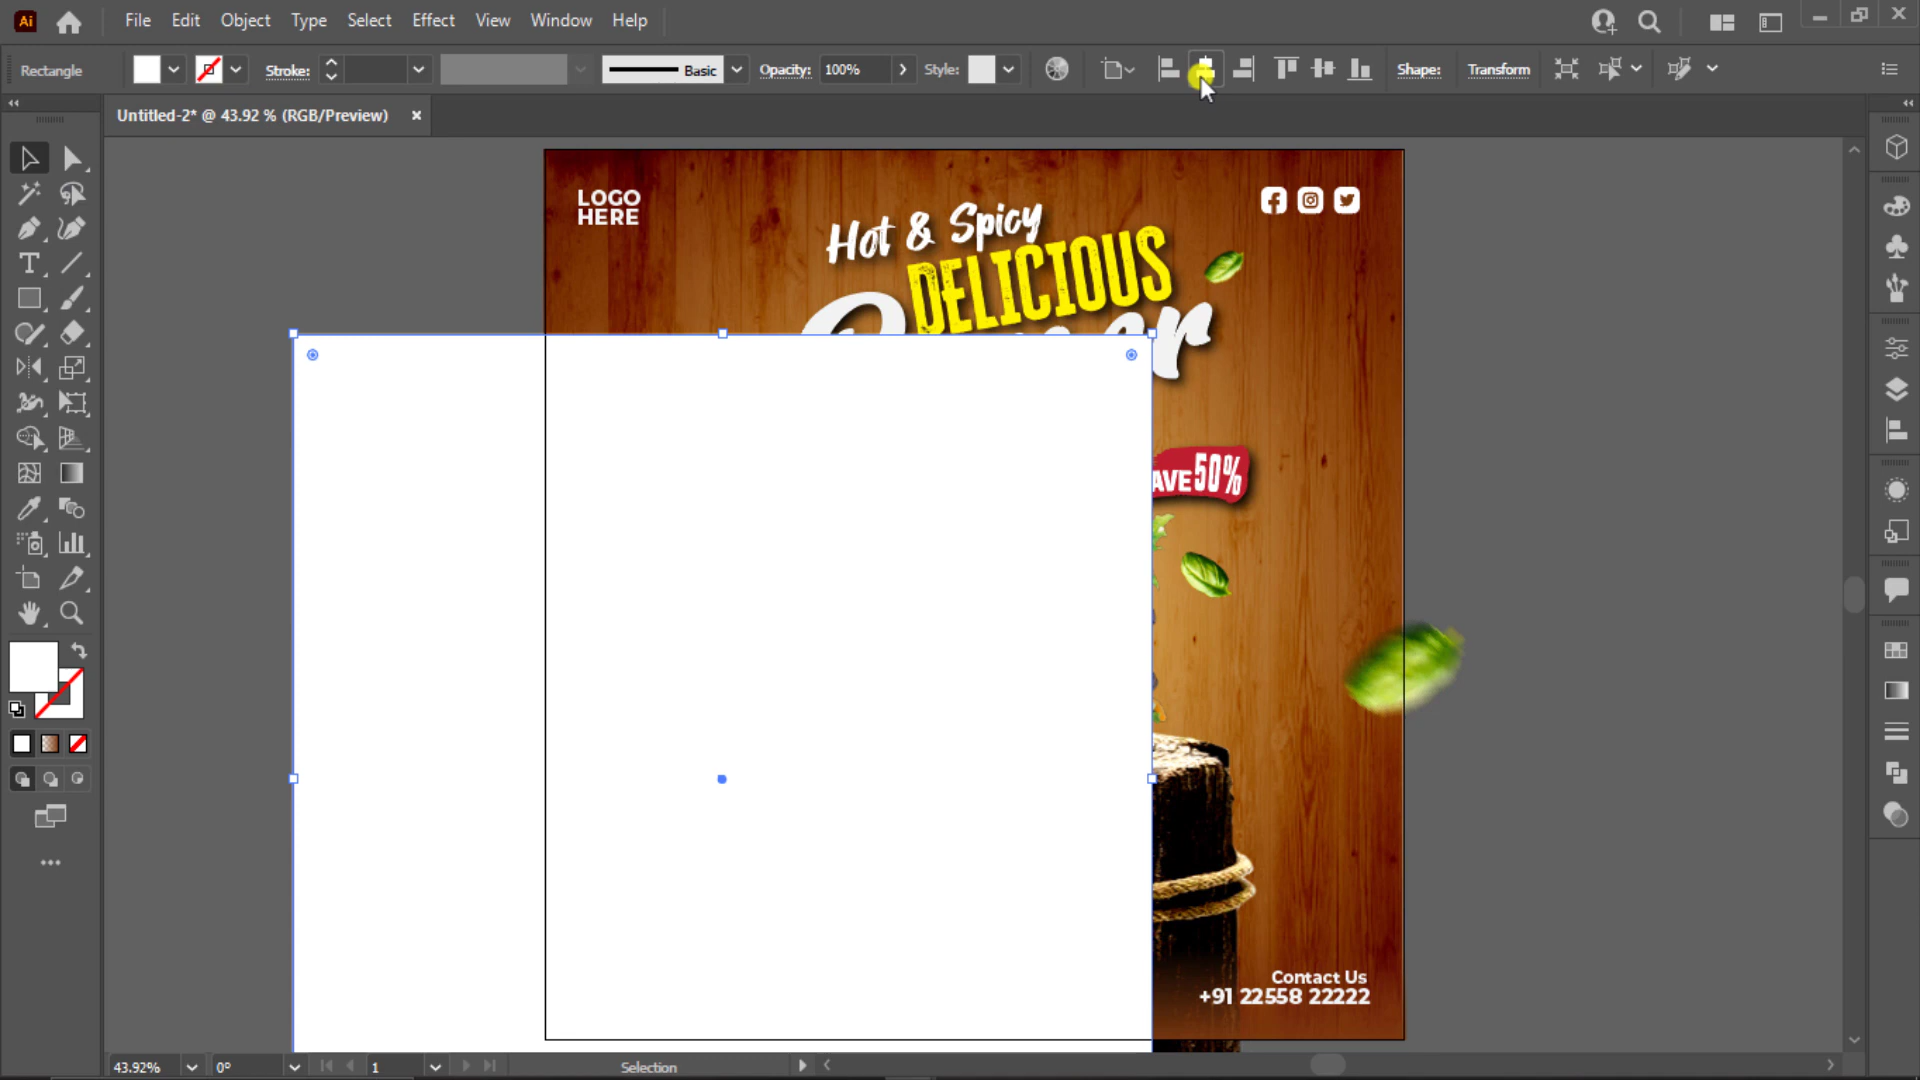 Ai File Edit Object Type Select Effect View Window Help
Rectangle Stroke: Basic Opacity: 100% Style: Shape: Transform
Untitled-2* @ 43.92 % (RGB/Preview) ×
LOGO
HERE
Hot & Spicy
DELICIOUS
50%
Contact Us
+91 22558 22222
43.92% 0° 1 Selection